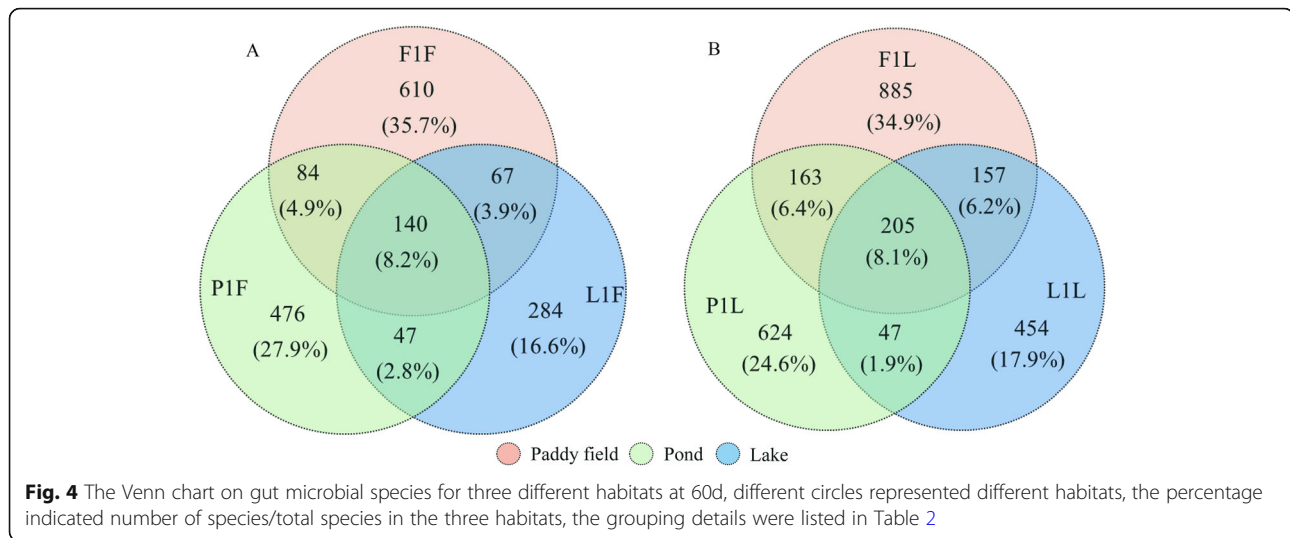 A
F1F
610
(35.7%)
84
(4.9%)
67
(3.9%)
140
(8.2%)
P1F
476
(27.9%)
47
(2.8%)
L1F
284
(16.6%)
B
F1L
885
(34.9%)
163
(6.4%)
157
(6.2%)
205
(8.1%)
P1L
624
(24.6%)
47
(1.9%)
L1L
454
(17.9%)
Paddy field Pond Lake
Fig. 4 The Venn chart on gut microbial species for three different habitats at 60d, different circles represented different habitats, the percentage
indicated number of species/total species in the three habitats, the grouping details were listed in Table 2